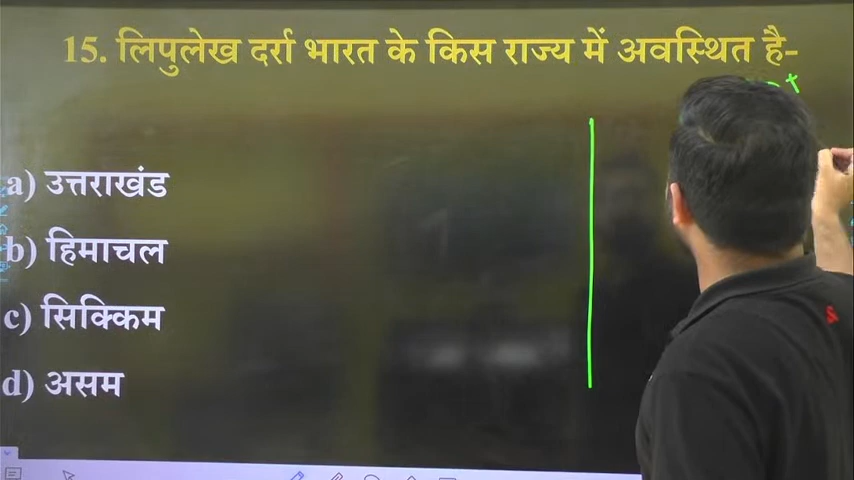 15. लिपुलेख दर्रा भारत के किस राज्य में अवस्थित है-
a) उत्तराखंड
b) हिमाचल
c) सिक्किम
d) असम